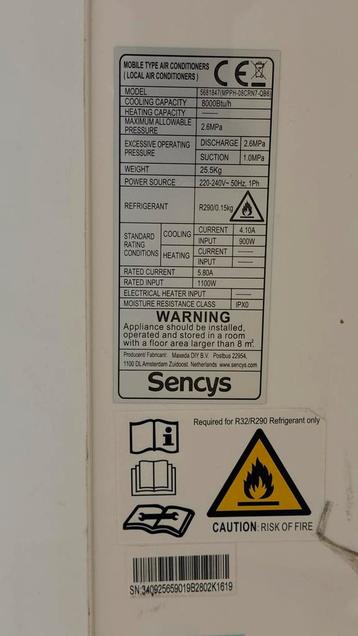 MOBILE TYPE AIR CONDITIONERS
( LOCAL AIR CONDITIONERS )
CE
MODEL 5681847(MPPH-08CRN7-QB6)
COOLING CAPACITY 8000Btu/h
HEATING CAPACITY ——
MAXIMUM ALLOWABLE PRESSURE 2.6MPa
EXCESSIVE OPERATING PRESSURE DISCHARGE 2.6MPa
SUCTION 1.0MPa
WEIGHT 25.5Kg
POWER SOURCE 220-240V~ 50Hz, 1Ph
REFRIGERANT R290/0.15kg
STANDARD RATING CONDITIONS COOLING CURRENT 4.10A
INPUT 900W
HEATING CURRENT ——
INPUT ——
RATED CURRENT 5.80A
RATED INPUT 1100W
ELECTRICAL HEATER INPUT ——
MOISTURE RESISTANCE CLASS IPX0
WARNING
Appliance should be installed,
operated and stored in a room
with a floor area larger than 8 m².
Producent/ Fabricant: Maxeda DIY B.V. Postbus 22954,
1100 DL Amsterdam Zuidoost Netherlands www.sencys.com
Sencys
Required for R32/R290 Refrigerant only
CAUTION: RISK OF FIRE
SN:340925659019B2802K1619